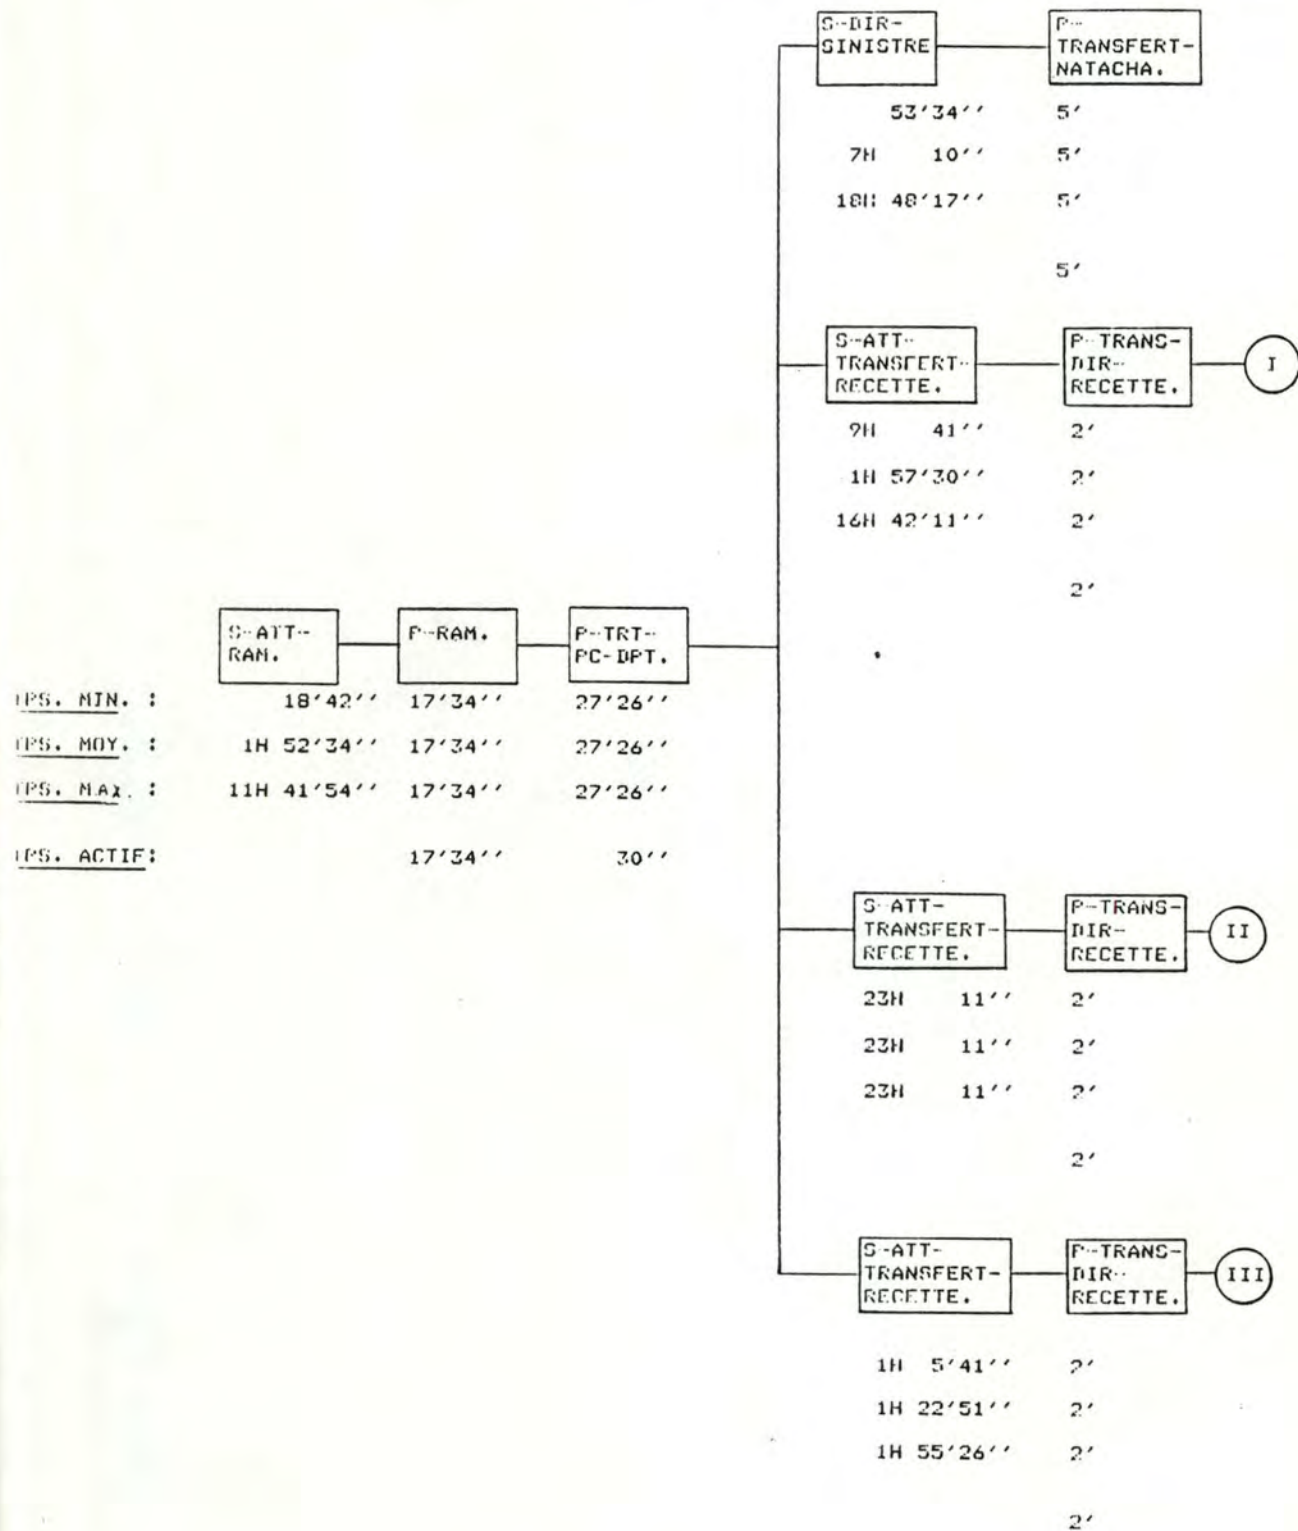 S-DIR-
SINISTRE
P-
TRANSFERT-
NATACHA.
53'34'' 5'
7H 10'' 5'
18H 48'17'' 5'
5'
S-ATT-
TRANSFERT-
RECETTE.
P-TRANS-
DIR-
RECETTE.
I
9H 41'' 2'
1H 57'30'' 2'
16H 42'11'' 2'
2'
S-ATT-
RAM.
P-RAM.
P-TRT-
PC-DPT.
TPS. MIN. : 18'42'' 17'34'' 27'26''
TPS. MOY. : 1H 52'34'' 17'34'' 27'26''
TPS. MAX. : 11H 41'54'' 17'34'' 27'26''
TPS. ACTIF: 17'34'' 30''
S-ATT-
TRANSFERT-
RECETTE.
P-TRANS-
DIR-
RECETTE.
II
23H 11'' 2'
23H 11'' 2'
23H 11'' 2'
2'
S-ATT-
TRANSFERT-
RECETTE.
P-TRANS-
DIR-
RECETTE.
III
1H 5'41'' 2'
1H 22'51'' 2'
1H 55'26'' 2'
2'